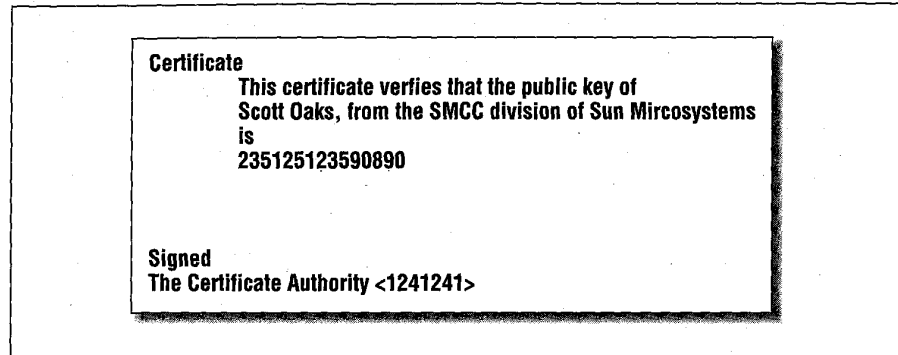 Certificate
This certificate verfies that the public key of
Scott Oaks, from the SMCC division of Sun Mircosystems
is
235125123590890
Signed
The Certificate Authority <1241241>